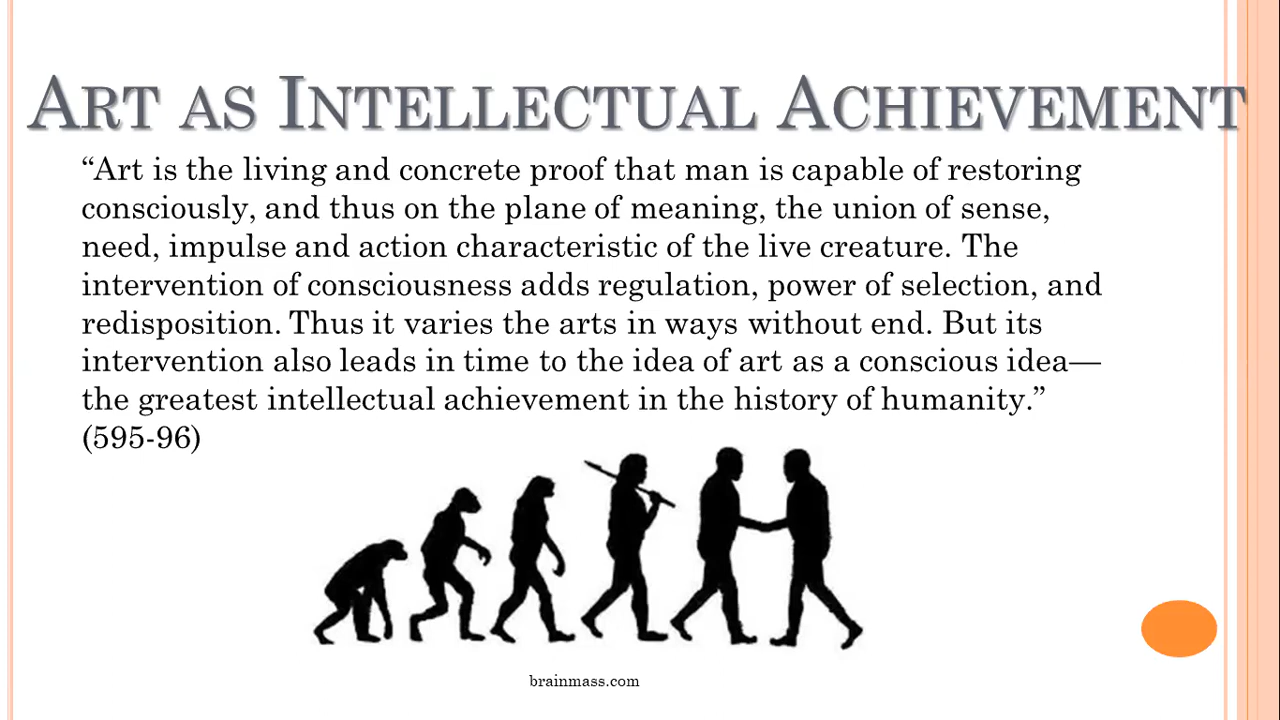 ART AS INTELLECTUAL ACHIEVEMENT
“Art is the living and concrete proof that man is capable of restoring
consciously, and thus on the plane of meaning, the union of sense,
need, impulse and action characteristic of the live creature. The
intervention of consciousness adds regulation, power of selection, and
redisposition. Thus it varies the arts in ways without end. But its
intervention also leads in time to the idea of art as a conscious idea—
the greatest intellectual achievement in the history of humanity.”
(595-96)
brainmass.com